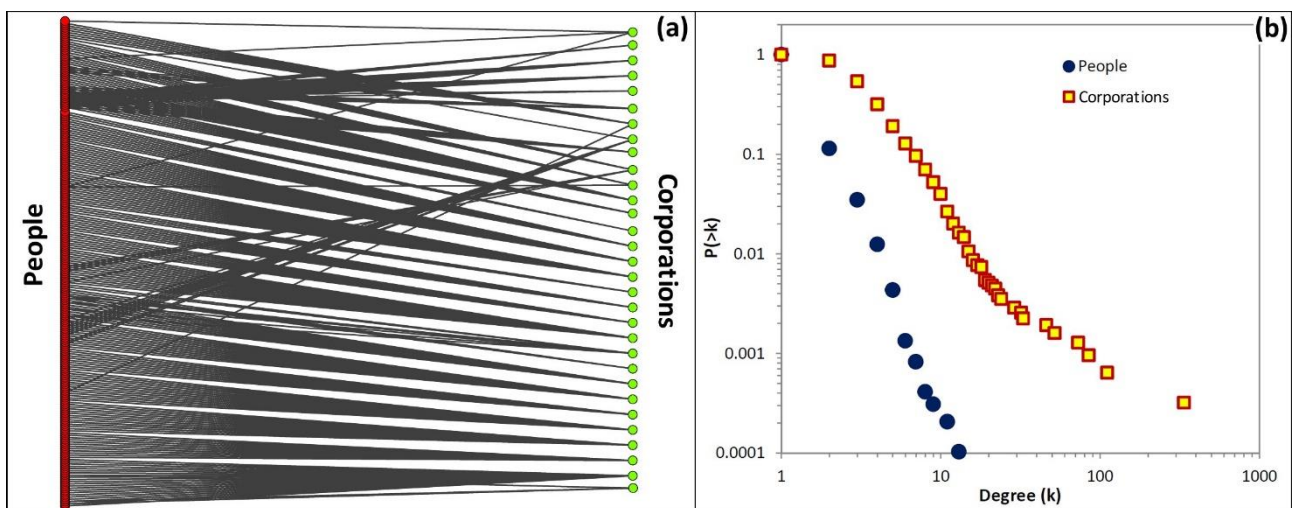 (a)
People
Corporations
(b)
P(>k)
1
0.1
0.01
0.001
0.0001
People
Corporations
1
10
100
1000
Degree (k)